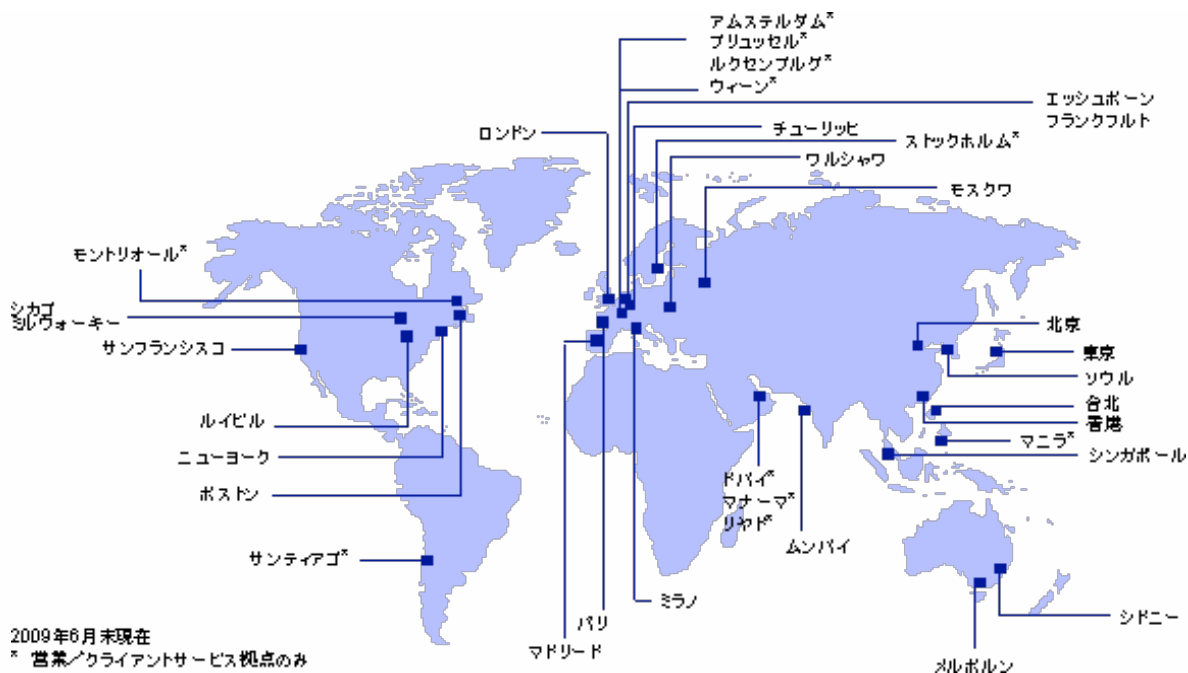 アムステルダム*
ブリュッセル*
ルクセンブルグ*
ウィーン*
エッシュボーン
フランクフルト
ロンドン
チューリッヒ
ストックホルム*
ワルシャワ
モスクワ
モントリオール*
シカゴ
ミルウォーキー
サンフランシスコ
北京
東京
ソウル
台北
香港
マニラ*
シンガポール
ルイビル
ニューヨーク
ボストン
ドバイ*
マナーマ*
リヤド*
ムンバイ
サンティアゴ*
ミラノ
パリ
マドリード
シドニー
メルボルン
2009年6月末現在
* 営業/クライアントサービス拠点のみ